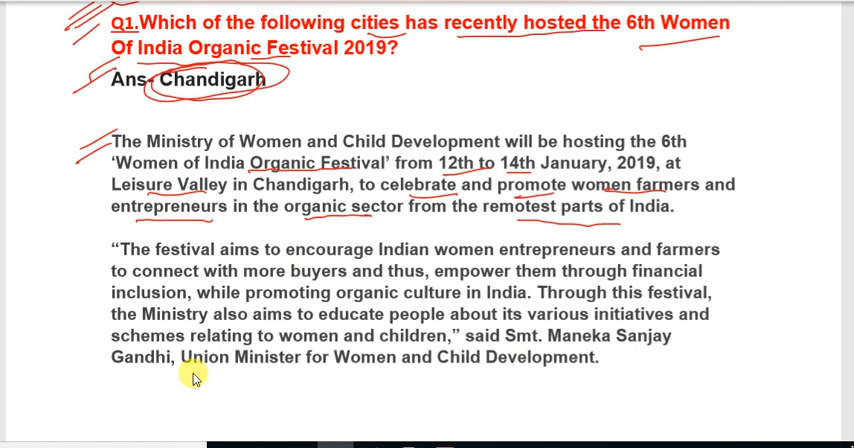 Q1.Which of the following cities has recently hosted the 6th Women
Of India Organic Festival 2019?
Ans- Chandigarh
The Ministry of Women and Child Development will be hosting the 6th
‘Women of India Organic Festival’ from 12th to 14th January, 2019, at
Leisure Valley in Chandigarh, to celebrate and promote women farmers and
entrepreneurs in the organic sector from the remotest parts of India.
“The festival aims to encourage Indian women entrepreneurs and farmers
to connect with more buyers and thus, empower them through financial
inclusion, while promoting organic culture in India. Through this festival,
the Ministry also aims to educate people about its various initiatives and
schemes relating to women and children,” said Smt. Maneka Sanjay
Gandhi, Union Minister for Women and Child Development.